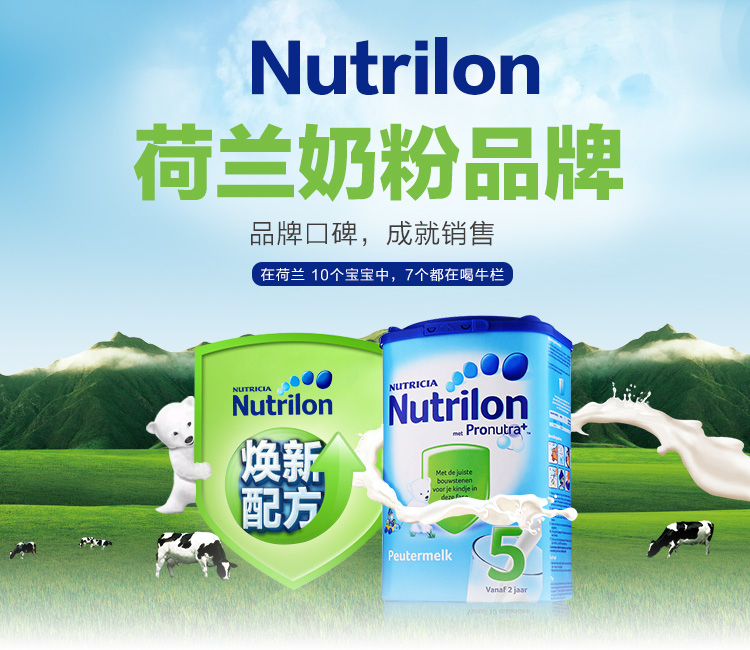 Nutrilon
荷兰奶粉品牌
品牌口碑，成就销售
在荷兰 10个宝宝中，7个都在喝牛栏
NUTRICIA
Nutrilon
焕新
配方
NUTRICIA
Nutrilon
met Pronutra+
Met de juiste
bouwstenen
voor je kindje in
deze fase
Peutermelk
5
Vanaf 2 jaar